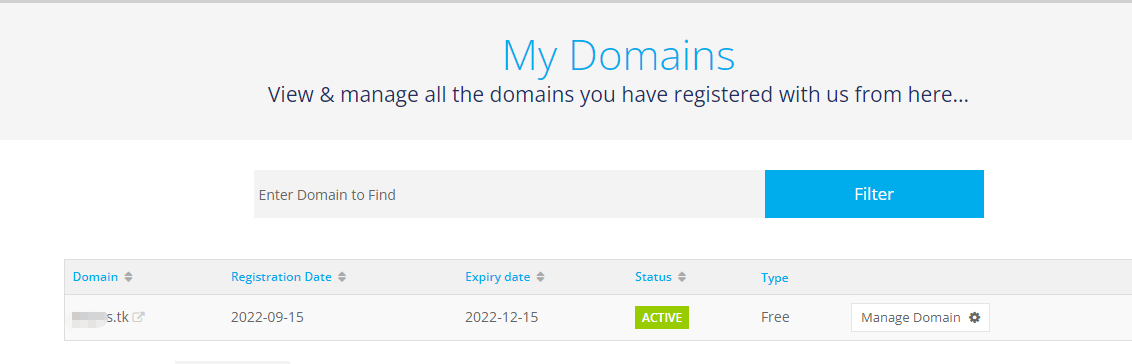 My Domains
View & manage all the domains you have registered with us from here...
Enter Domain to Find Filter
Domain Registration Date Expiry date Status Type
s.tk 2022-09-15 2022-12-15 ACTIVE Free Manage Domain